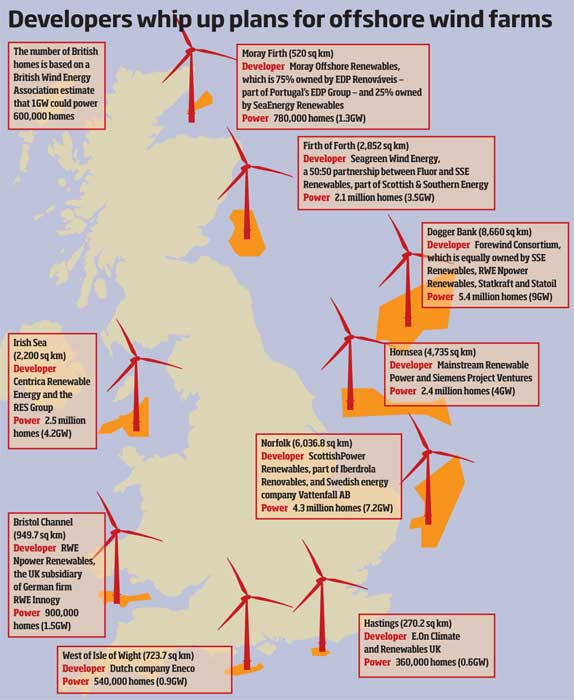 Developers whip up plans for offshore wind farms
The number of British
homes is based on a
British Wind Energy
Association estimate
that 1GW could power
600,000 homes
Moray Firth (520 sq km)
Developer Moray Offshore Renewables,
which is 75% owned by EDP Renováveis –
part of Portugal's EDP Group – and 25% owned
by SeaEnergy Renewables
Power 780,000 homes (1.3GW)
Firth of Forth (2,852 sq km)
Developer Seagreen Wind Energy,
a 50:50 partnership between Fluor and SSE
Renewables, part of Scottish & Southern Energy
Power 2.1 million homes (3.5GW)
Dogger Bank (8,660 sq km)
Developer Forewind Consortium,
which is equally owned by SSE
Renewables, RWE Npower
Renewables, Statkraft and Statoil
Power 5.4 million homes (9GW)
Irish Sea
(2,200 sq km)
Developer
Centrica Renewable
Energy and the
RES Group
Power 2.5
million homes
(4.2GW)
Hornsea (4,735 sq km)
Developer Mainstream Renewable
Power and Siemens Project Ventures
Power 2.4 million homes (4GW)
Norfolk (6,036.8 sq km)
Developer ScottishPower
Renewables, part of Iberdrola
Renovables, and Swedish energy
company Vattenfall AB
Power 4.3 million homes (7.2GW)
Bristol Channel
(949.7 sq km)
Developer RWE
Npower Renewables,
the UK subsidiary
of German firm
RWE Innogy
Power 900,000
homes (1.5GW)
Hastings (270.2 sq km)
Developer E.On Climate
and Renewables UK
Power 360,000 homes (0.6GW)
West of Isle of Wight (723.7 sq km)
Developer Dutch company Eneco
Power 540,000 homes (0.9GW)